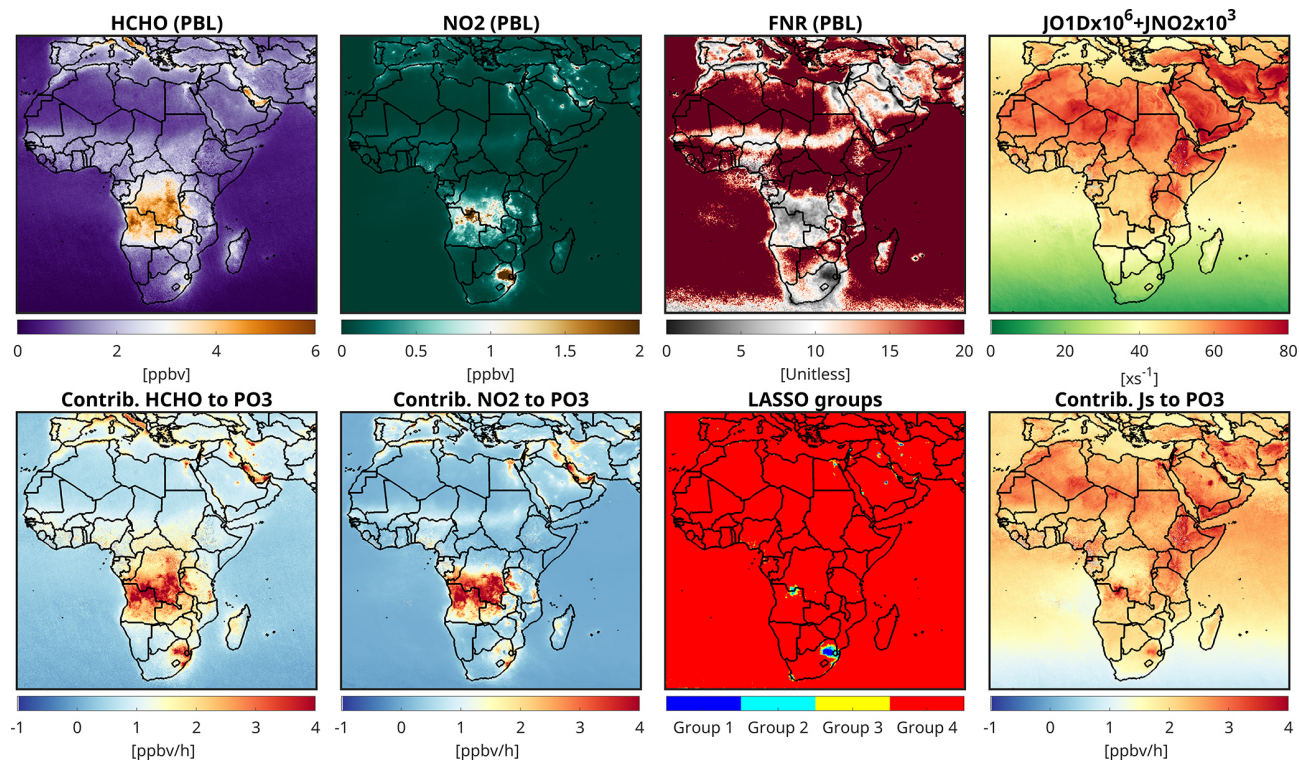 HCHO (PBL)
NO2 (PBL)
FNR (PBL)
JO1Dx10⁶+JNO2x10³
0 2 4 6
0 0.5 1 1.5 2
0 5 10 15 20
0 20 40 60 80
[ppbv]
[ppbv]
[Unitless]
[xs⁻¹]
Contrib. HCHO to PO3
Contrib. NO2 to PO3
LASSO groups
Contrib. Js to PO3
-1 0 1 2 3 4
-1 0 1 2 3 4
Group 1 Group 2 Group 3 Group 4
-1 0 1 2 3 4
[ppbv/h]
[ppbv/h]
[ppbv/h]